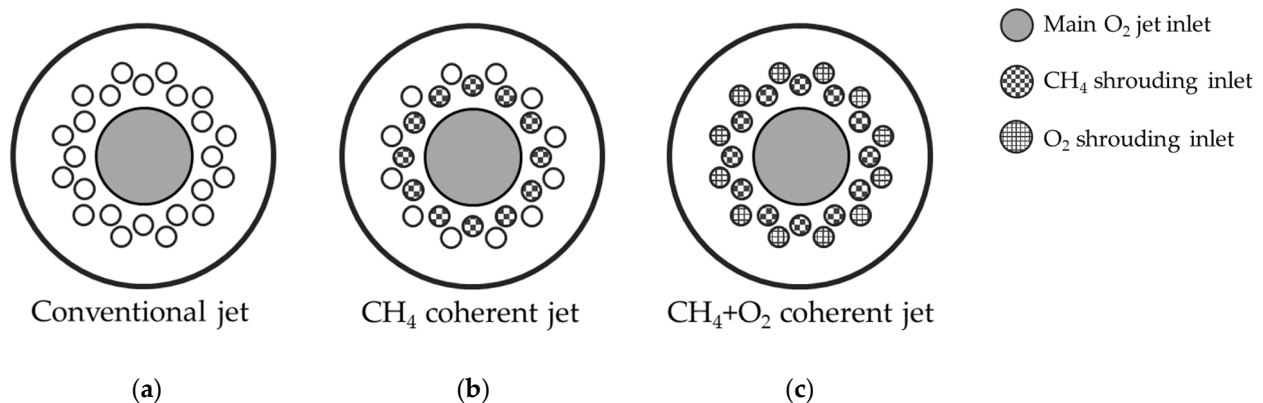 Main O₂ jet inlet
CH₄ shrouding inlet
O₂ shrouding inlet
Conventional jet
CH₄ coherent jet
CH₄+O₂ coherent jet
(a)
(b)
(c)